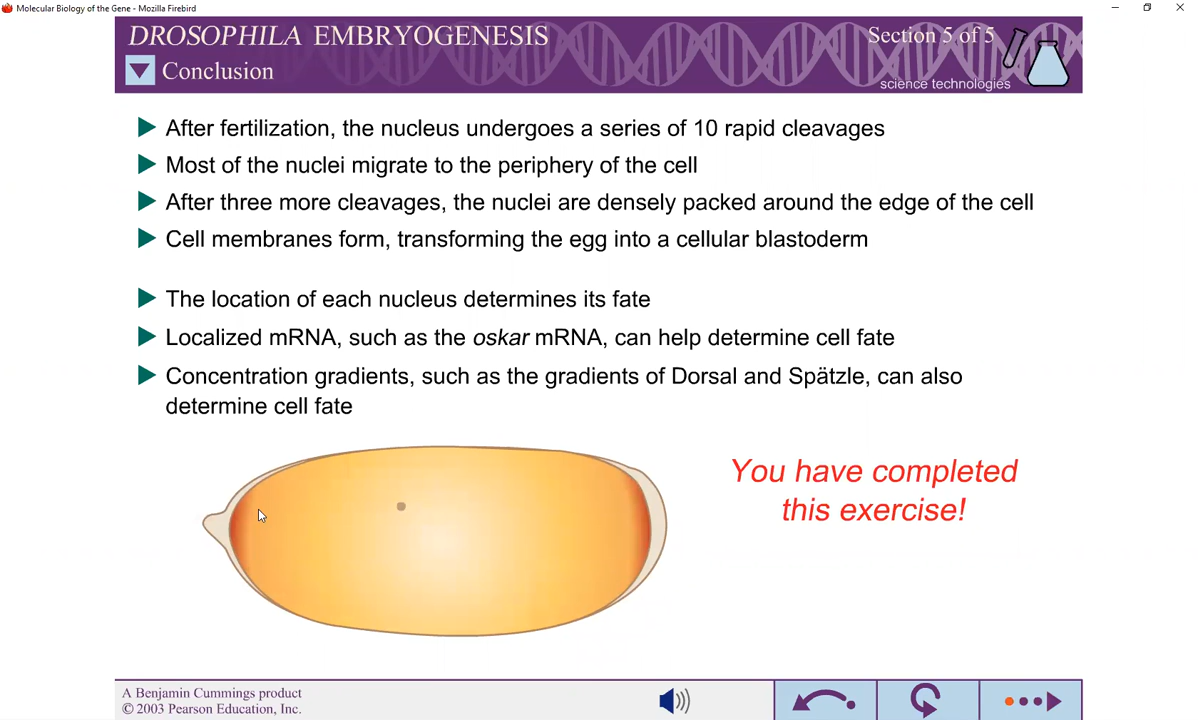 Molecular Biology of the Gene - Mozilla Firebird
DROSOPHILA EMBRYOGENESIS
Section 5 of 5
Conclusion
science technologies
After fertilization, the nucleus undergoes a series of 10 rapid cleavages
Most of the nuclei migrate to the periphery of the cell
After three more cleavages, the nuclei are densely packed around the edge of the cell
Cell membranes form, transforming the egg into a cellular blastoderm
The location of each nucleus determines its fate
Localized mRNA, such as the oskar mRNA, can help determine cell fate
Concentration gradients, such as the gradients of Dorsal and Spätzle, can also
determine cell fate
You have completed
this exercise!
A Benjamin Cummings product
© 2003 Pearson Education, Inc.